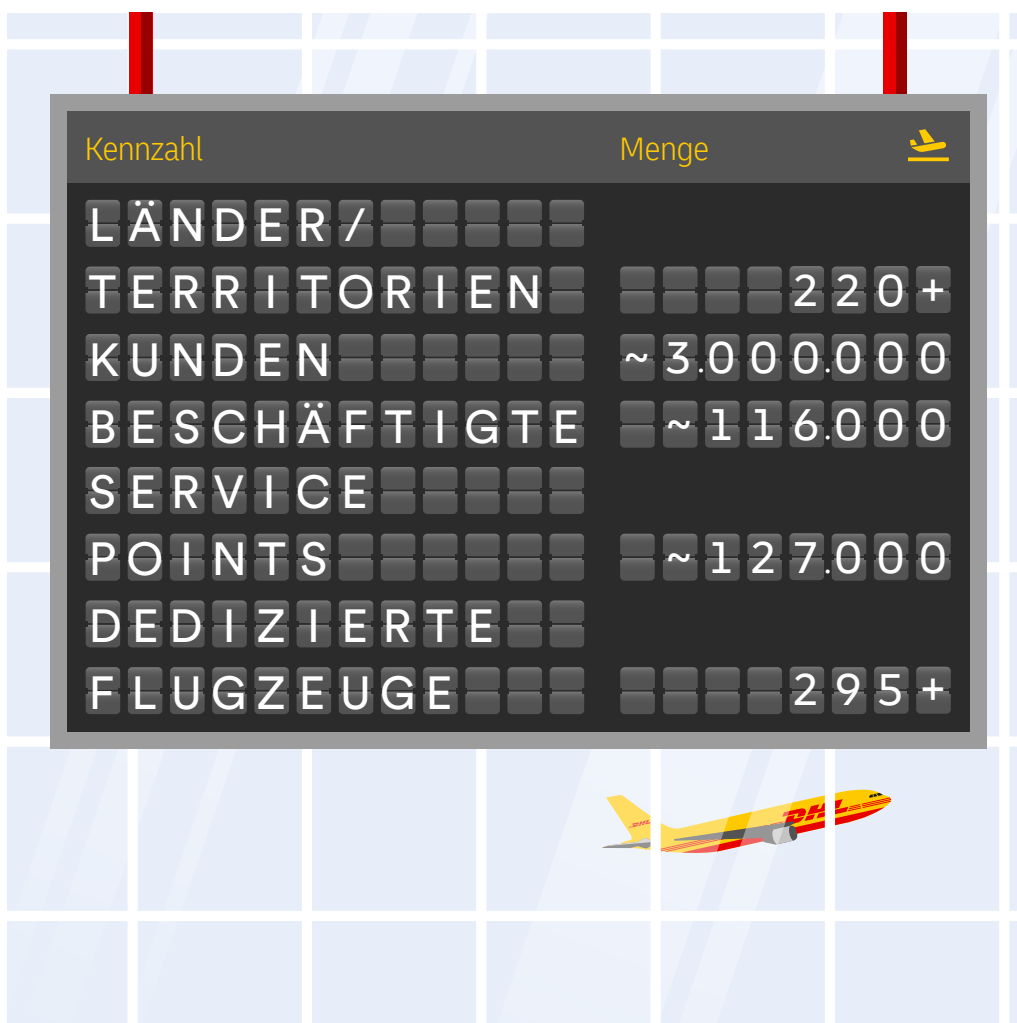 Kennzahl Menge
LÄNDER/
TERRITORIEN 220+
KUNDEN ~3.000.000
BESCHÄFTIGTE ~116.000
SERVICE
POINTS ~127.000
DEDIZIERTE
FLUGZEUGE 295+
DHL
DHL